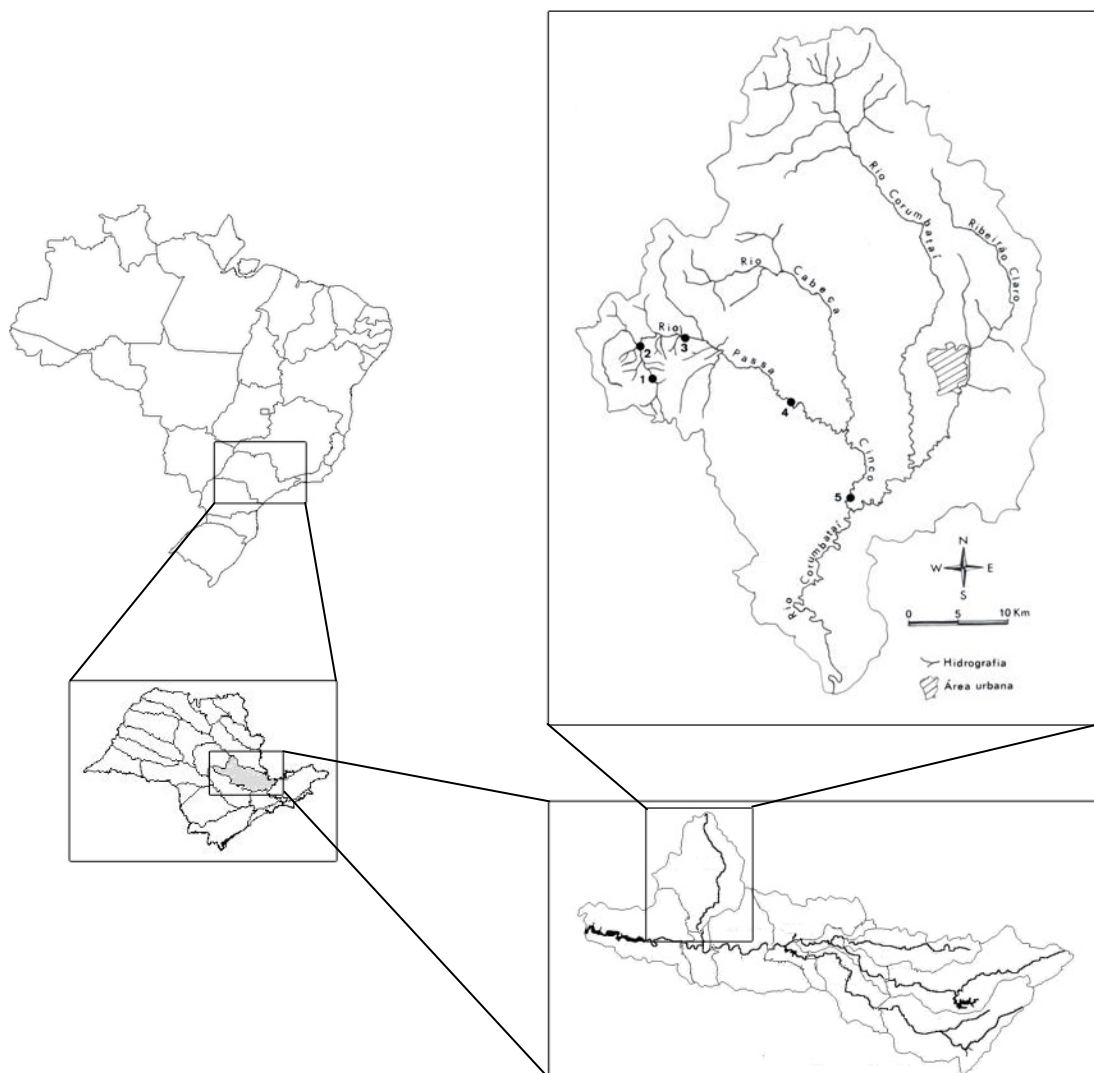 Rio Corumbataí
Ribeirão Claro
Rio Cabeça
Rio Passa Cinco
2
3
1
4
5
Rio Corumbataí
N
W E
S
0 5 10 Km
Hidrografia
Área urbana